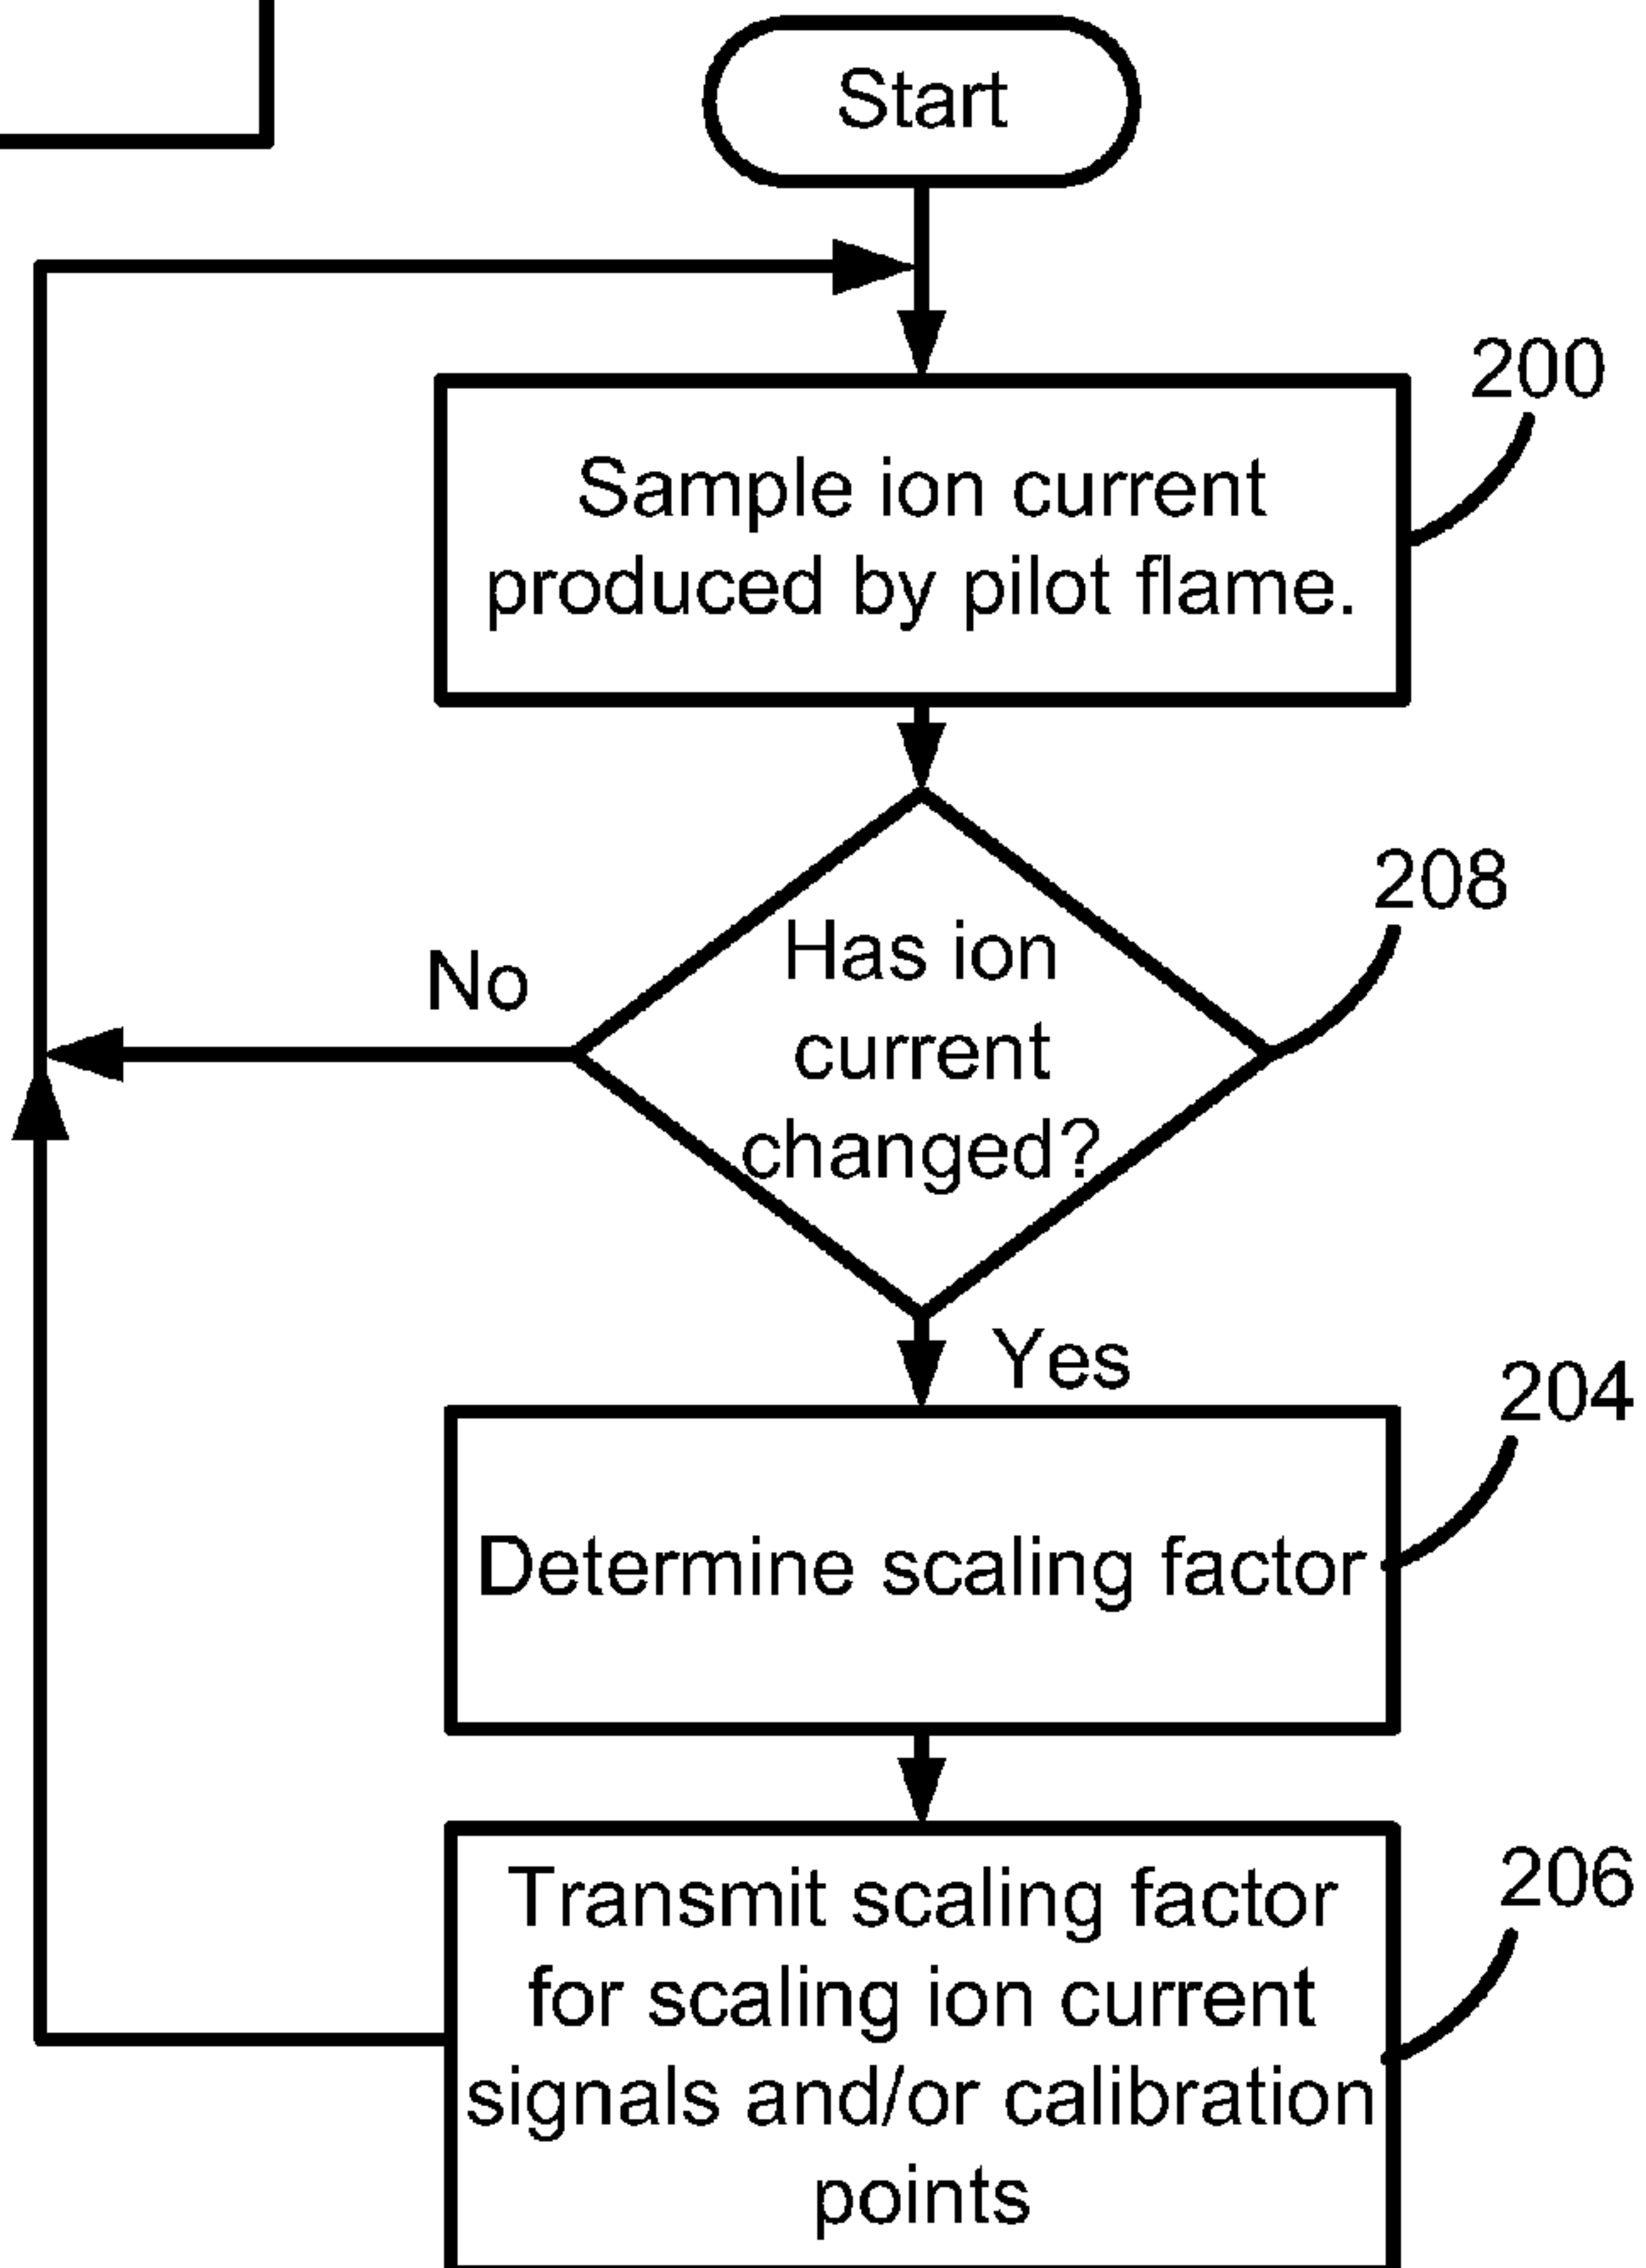 Start
200
Sample ion current
produced by pilot flame.
208
No
Has ion
current
changed?
Yes
204
Determine scaling factor
206
Transmit scaling factor
for scaling ion current
signals and/or calibration
points